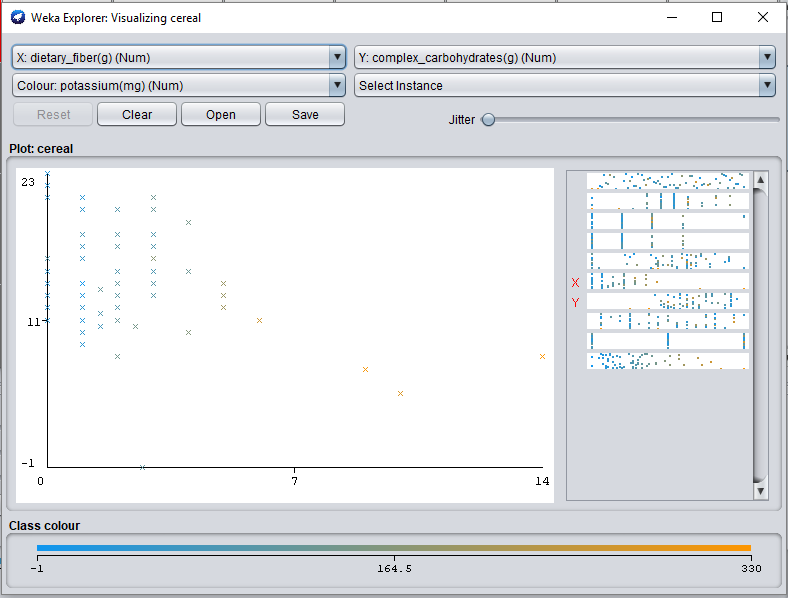 Weka Explorer: Visualizing cereal
X: dietary_fiber(g) (Num)
Y: complex_carbohydrates(g) (Num)
Colour: potassium(mg) (Num)
Select Instance
Reset
Clear
Open
Save
Jitter
Plot: cereal
23
11
-1
0
7
14
X
Y
Class colour
-1
164.5
330